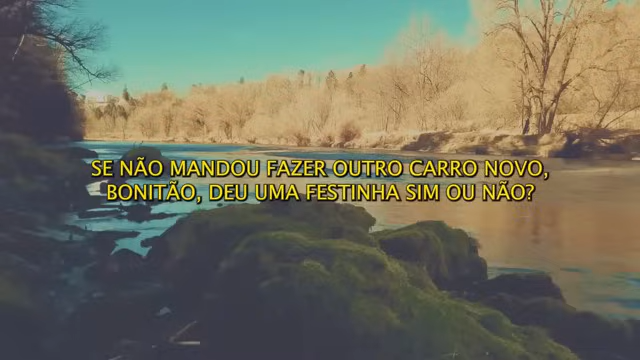 SE NÃO MANDOU FAZER OUTRO CARRO NOVO,
BONITÃO, DEU UMA FESTINHA SIM OU NÃO?